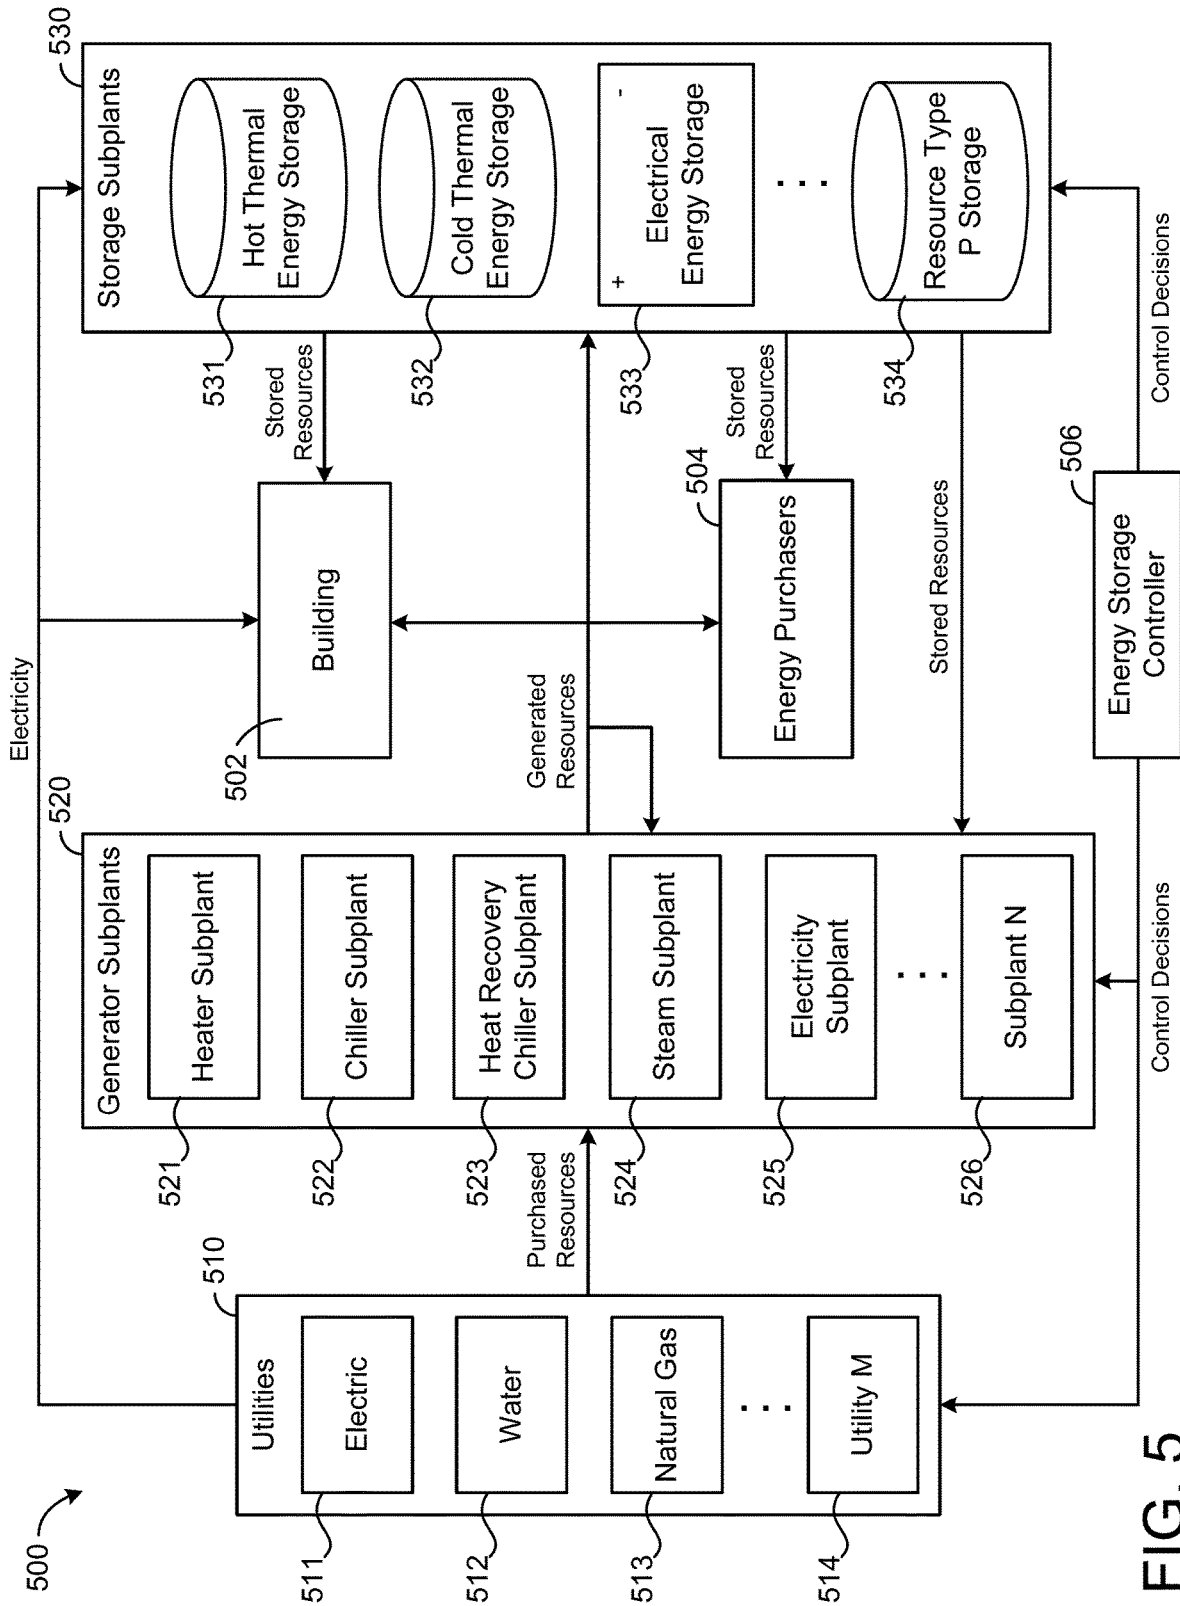 500
Electricity
Utilities
510
Electric
511
Water
512
Natural Gas
513
. . .
Utility M
514
Purchased
Resources
Generator Subplants
520
Heater Subplant
521
Chiller Subplant
522
Heat Recovery
Chiller Subplant
523
Steam Subplant
524
Electricity
Subplant
525
. . .
Subplant N
526
Generated
Resources
Building
502
Energy Purchasers
504
Stored
Resources
Stored
Resources
Stored Resources
Storage Subplants
530
Hot Thermal
Energy Storage
531
Cold Thermal
Energy Storage
532
+
-
Electrical
Energy Storage
533
. . .
Resource Type
P Storage
534
Control Decisions
Energy Storage
Controller
506
Control Decisions
FIG. 5